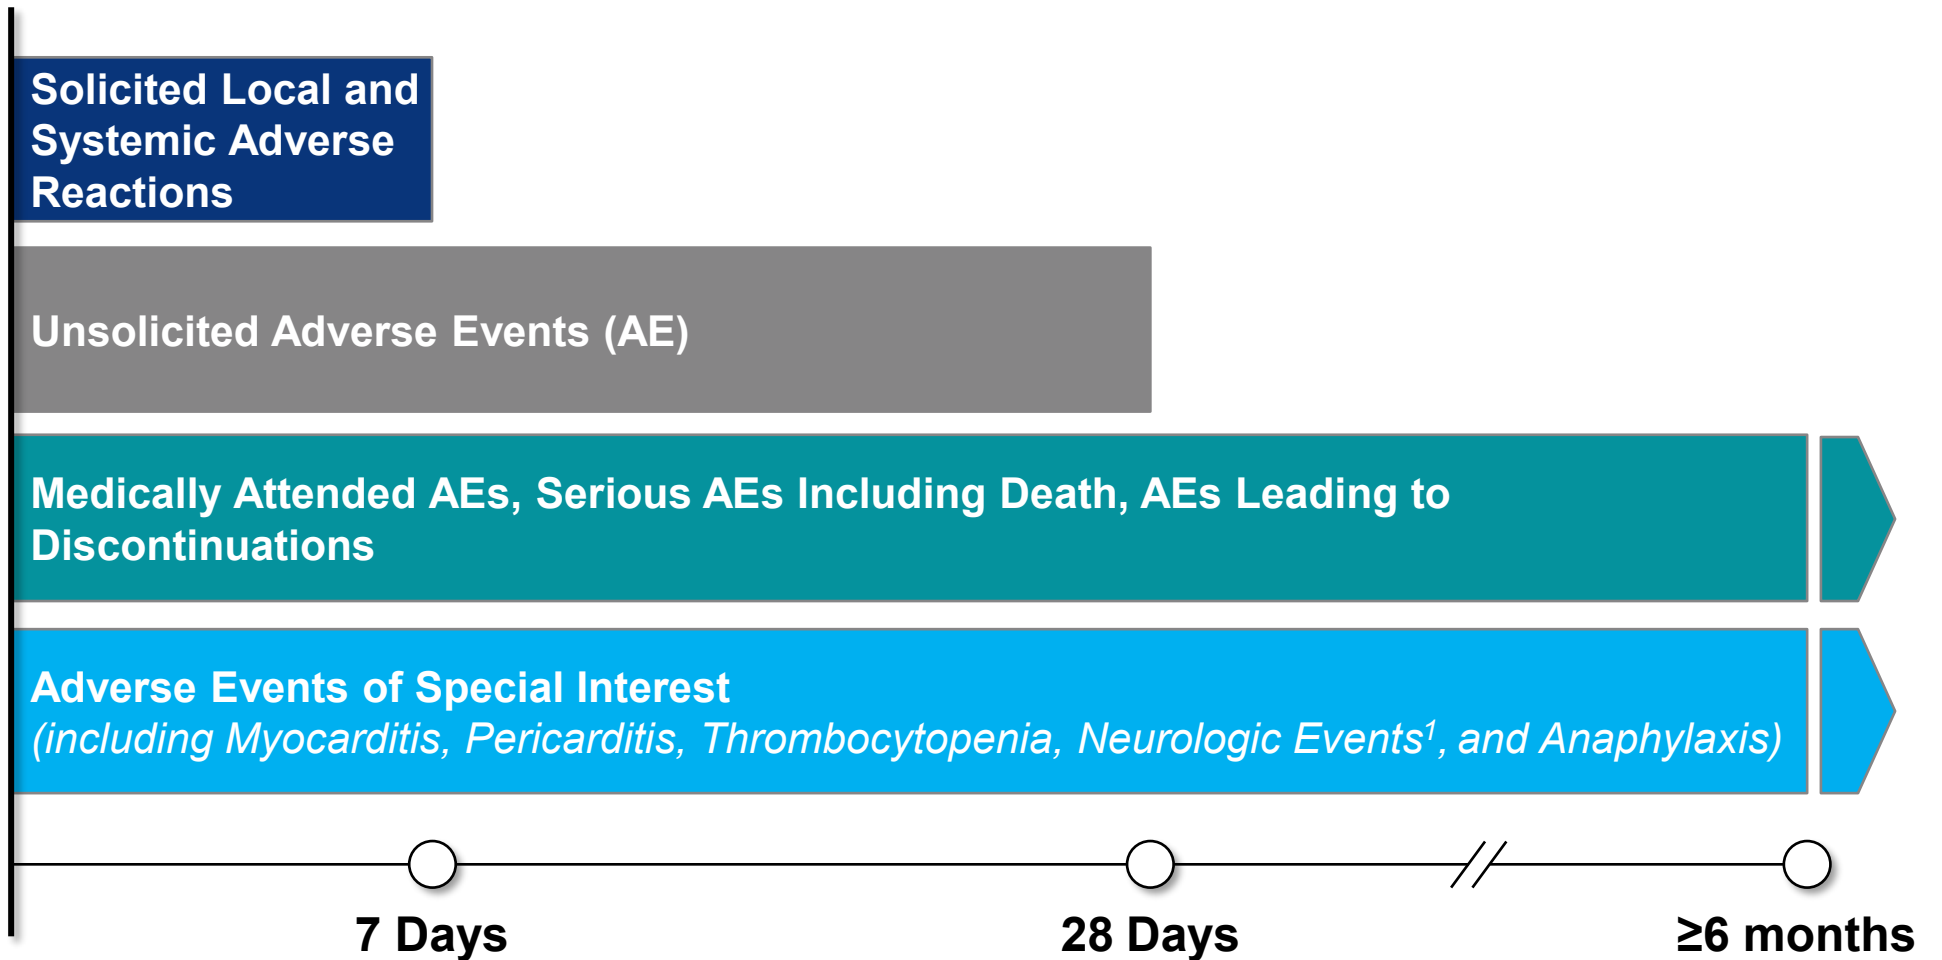 Solicited Local and
Systemic Adverse
Reactions
Unsolicited Adverse Events (AE)
Medically Attended AEs, Serious AEs Including Death, AEs Leading to
Discontinuations
Adverse Events of Special Interest
(including Myocarditis, Pericarditis, Thrombocytopenia, Neurologic Events¹, and Anaphylaxis)
7 Days
28 Days
≥6 months